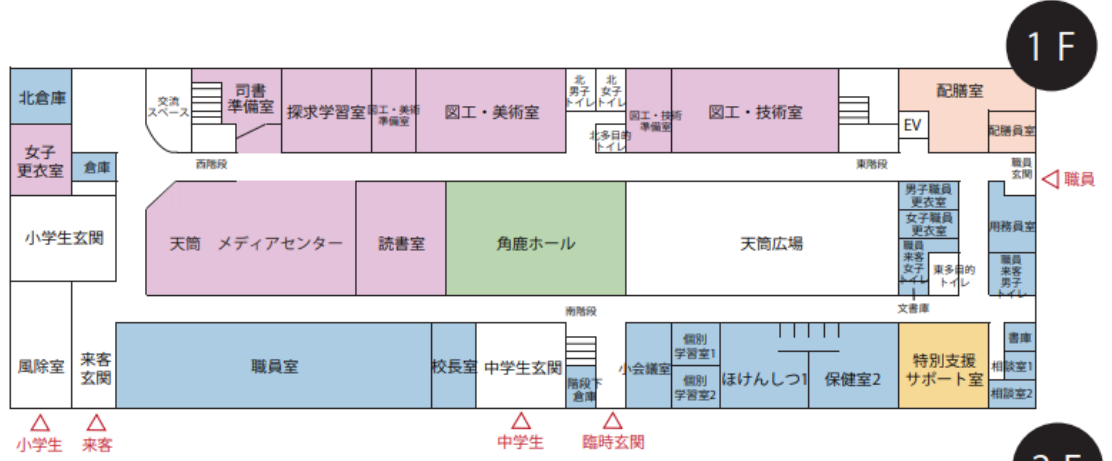 1 F
北倉庫
交流
スペース
司書
準備室
探求学習室
図工・美術
準備室
図工・美術室
北
男子
トイレ
北
女子
トイレ
北多目的
トイレ
図工・技術
準備室
図工・技術室
配膳室
EV
配膳員室
女子
更衣室
倉庫
西階段
東階段
職員
玄関
職員
小学生玄関
天筒 メディアセンター
読書室
角鹿ホール
天筒広場
男子職員
更衣室
女子職員
更衣室
職員
来客
女子
トイレ
東多目的
トイレ
用務員室
職員
来客
男子
トイレ
文書庫
南階段
風除室
来客
玄関
職員室
校長室
中学生玄関
階段下
倉庫
小会議室
個別
学習室1
個別
学習室2
ほけんしつ1
保健室2
特別支援
サポート室
書庫
相談室1
相談室2
小学生
来客
中学生
臨時玄関